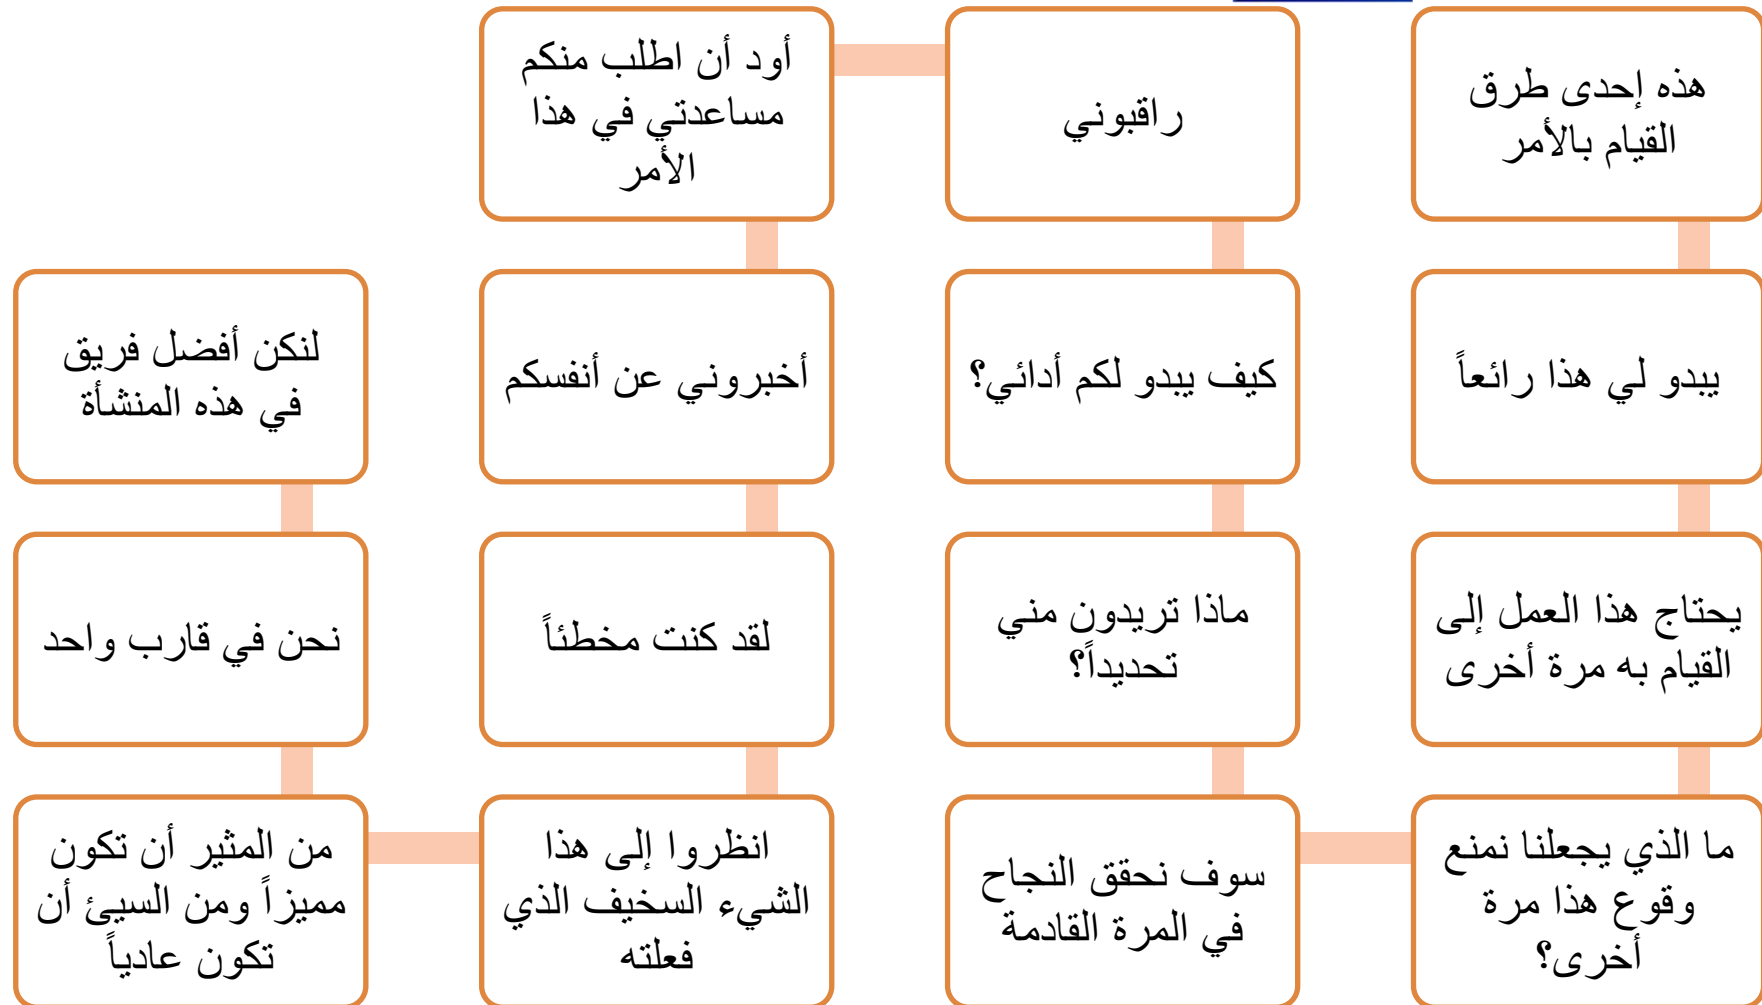 هذه إحدى طرق
القيام بالأمر
يبدو لي هذا رائعاً
يحتاج هذا العمل إلى
القيام به مرة أخرى
ما الذي يجعلنا نمنع
وقوع هذا مرة
أخرى؟
سوف نحقق النجاح
في المرة القادمة
ماذا تريدون مني
تحديداً؟
كيف يبدو لكم أدائي؟
راقبوني
أود أن اطلب منكم
مساعدتي في هذا
الأمر
أخبروني عن أنفسكم
لقد كنت مخطئاً
انظروا إلى هذا
الشيء السخيف الذي
فعلته
من المثير أن تكون
مميزاً ومن السيئ أن
تكون عادياً
نحن في قارب واحد
لنكن أفضل فريق
في هذه المنشأة